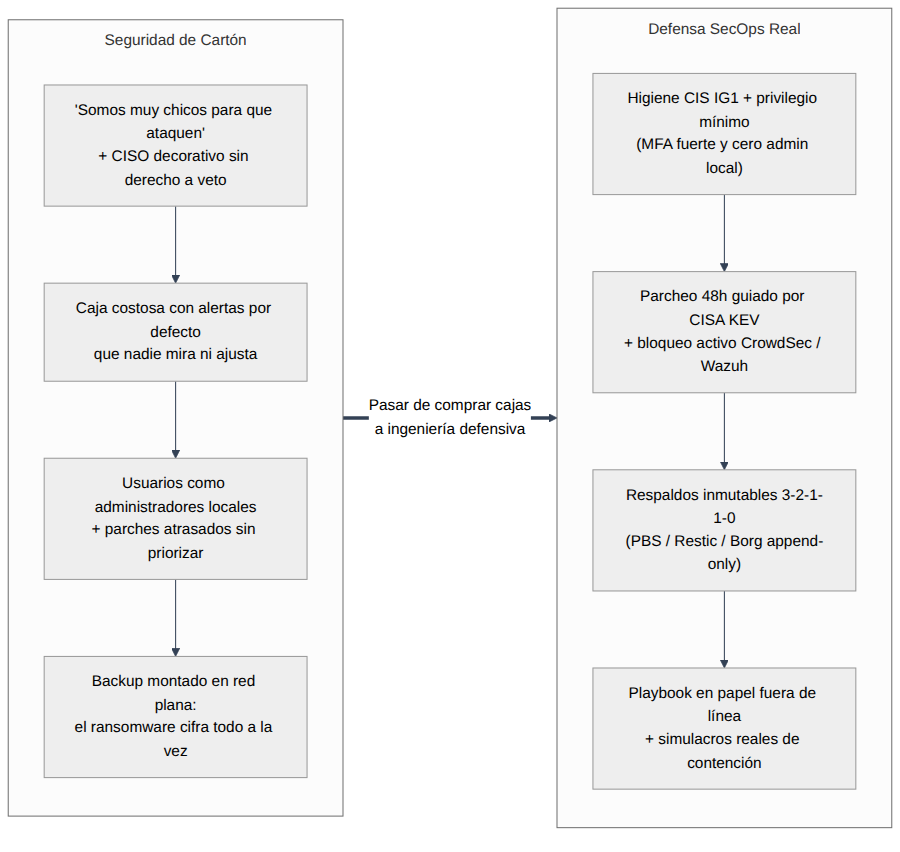 Seguridad de Cartón
'Somos muy chicos para que
ataquen'
+ CISO decorativo sin
derecho a veto
Caja costosa con alertas por
defecto
que nadie mira ni ajusta
Usuarios como
administradores locales
+ parches atrasados sin
priorizar
Backup montado en red
plana:
el ransomware cifra todo a la
vez
Pasar de comprar cajas
a ingeniería defensiva
Defensa SecOps Real
Higiene CIS IG1 + privilegio
mínimo
(MFA fuerte y cero admin
local)
Parcheo 48h guiado por
CISA KEV
+ bloqueo activo CrowdSec /
Wazuh
Respaldos inmutables 3-2-1-
1-0
(PBS / Restic / Borg append-
only)
Playbook en papel fuera de
línea
+ simulacros reales de
contención